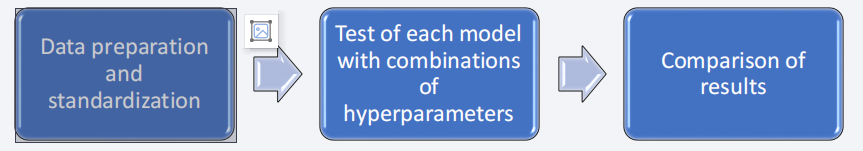 Data preparation
and
standardization
Test of each model
with combinations
of
hyperparameters
Comparison of
results